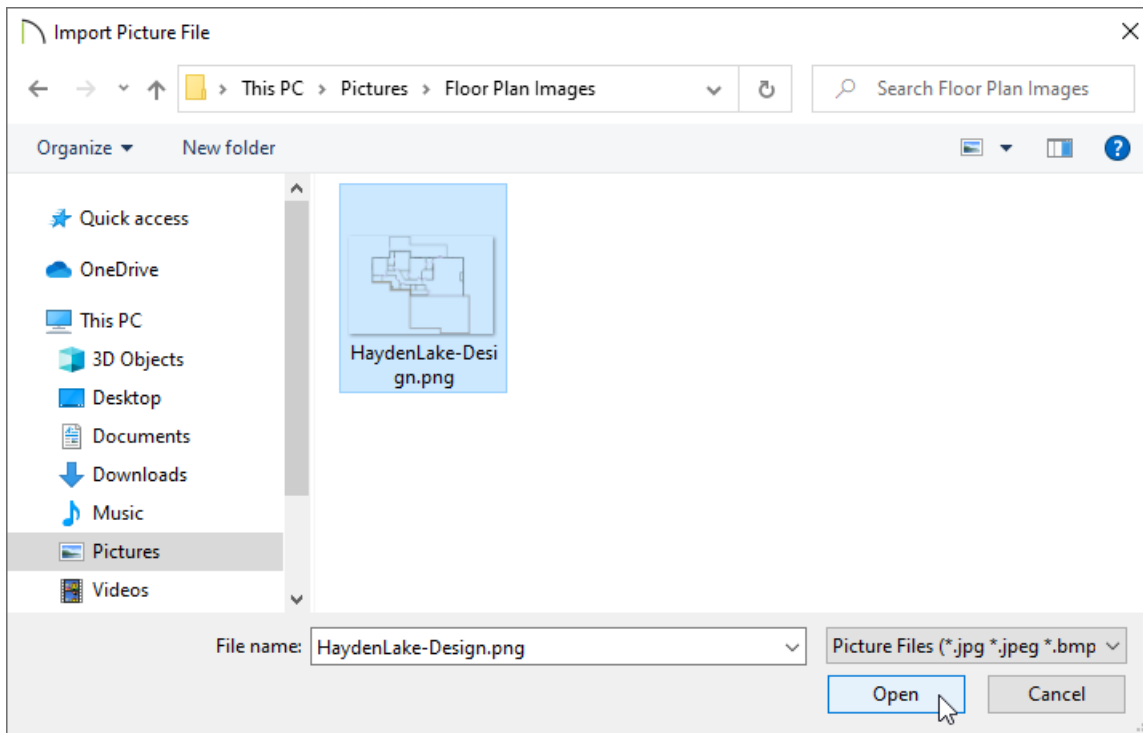 Import Picture File
This PC > Pictures > Floor Plan Images
Search Floor Plan Images
Organize
New folder
?
Quick access
OneDrive
This PC
3D Objects
Desktop
Documents
Downloads
Music
Pictures
Videos
HaydenLake-Desi
gn.png
File name:
HaydenLake-Design.png
Picture Files (*.jpg *.jpeg *.bmp
Open
Cancel